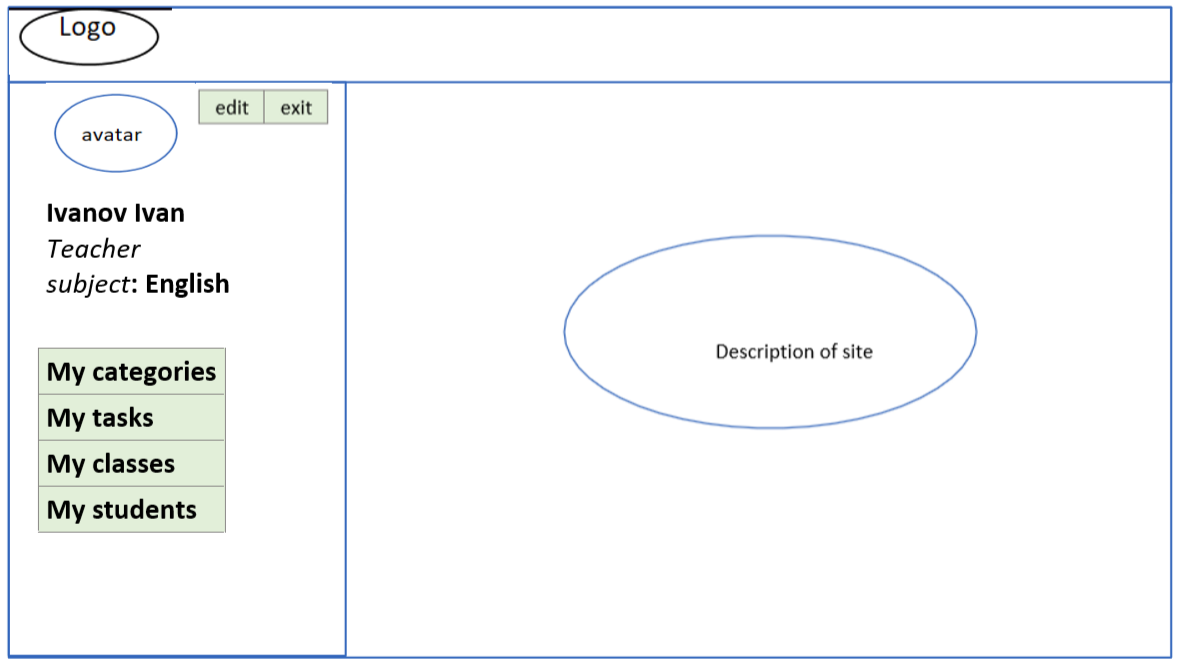 Logo
avatar
edit exit
Ivanov Ivan
Teacher
subject: English
My categories
My tasks
My classes
My students
Description of site